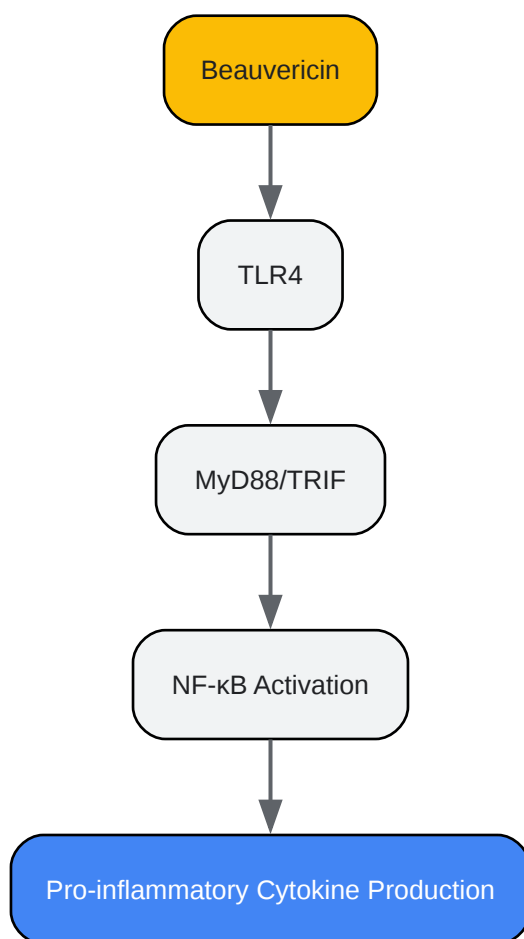 Beauvericin
TLR4
MyD88/TRIF
NF-κB Activation
Pro-inflammatory Cytokine Production